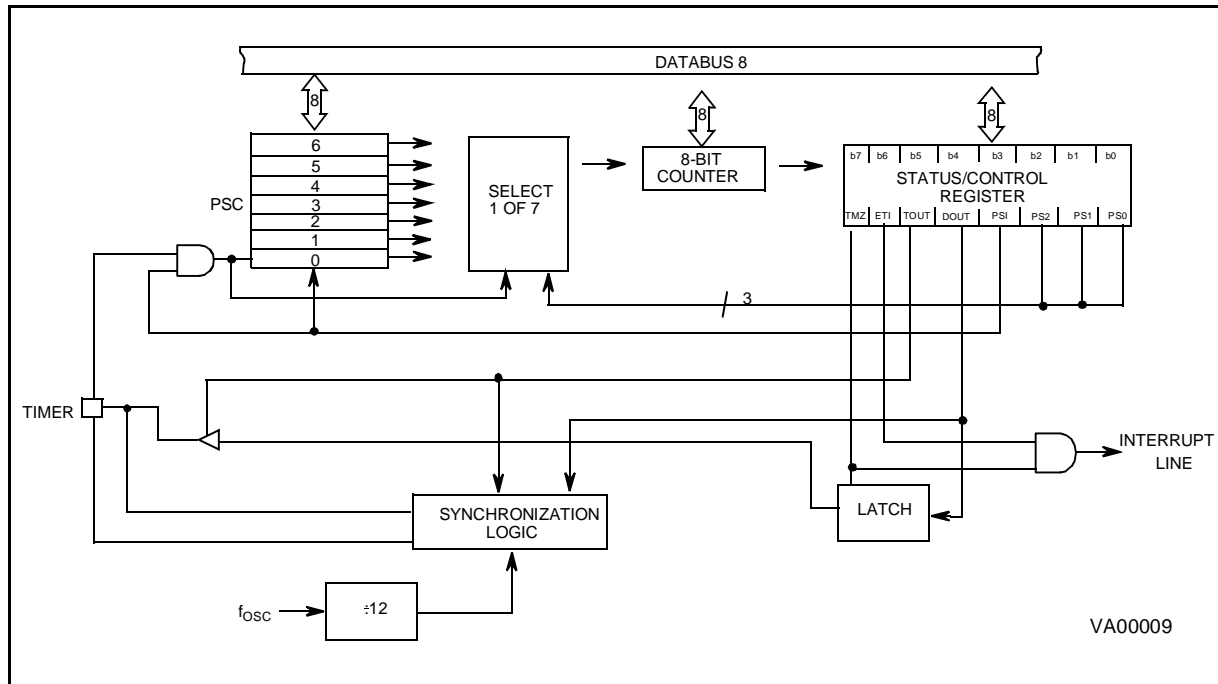 DATABUS 8
8
8
8
6
5
4
3
2
1
0
PSC
SELECT
1 OF 7
8-BIT
COUNTER
b7 b6 b5 b4 b3 b2 b1 b0
STATUS/CONTROL
REGISTER
TMZ ETI TOUT DOUT PSI PS2 PS1 PS0
/ 3
TIMER
INTERRUPT
LINE
SYNCHRONIZATION
LOGIC
LATCH
fOSC
÷12
VA00009